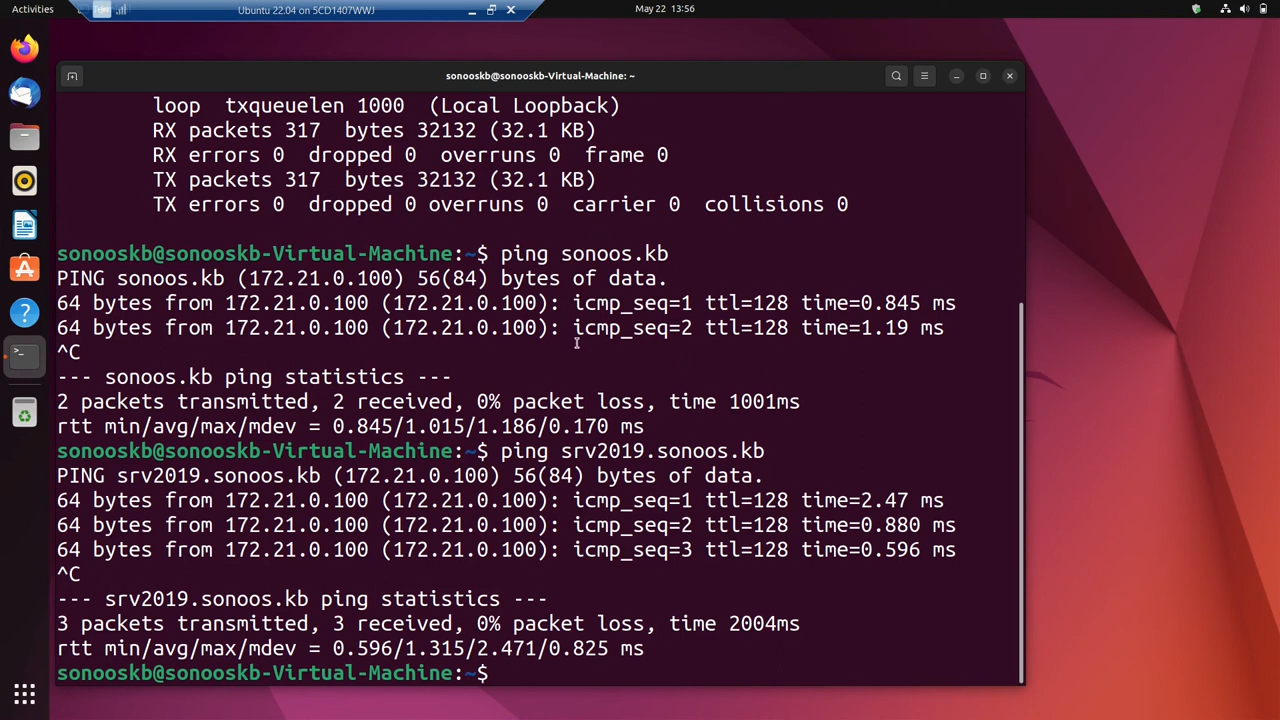 Activities
Ubuntu 22.04 on 5CD1407WWJ
May 22 13:56
sonooskb@sonooskb-Virtual-Machine: ~
loop txqueuelen 1000 (Local Loopback)
RX packets 317 bytes 32132 (32.1 KB)
RX errors 0 dropped 0 overruns 0 frame 0
TX packets 317 bytes 32132 (32.1 KB)
TX errors 0 dropped 0 overruns 0 carrier 0 collisions 0
sonooskb@sonooskb-Virtual-Machine:~$ ping sonoos.kb
PING sonoos.kb (172.21.0.100) 56(84) bytes of data.
64 bytes from 172.21.0.100 (172.21.0.100): icmp_seq=1 ttl=128 time=0.845 ms
64 bytes from 172.21.0.100 (172.21.0.100): icmp_seq=2 ttl=128 time=1.19 ms
^C
--- sonoos.kb ping statistics ---
2 packets transmitted, 2 received, 0% packet loss, time 1001ms
rtt min/avg/max/mdev = 0.845/1.015/1.186/0.170 ms
sonooskb@sonooskb-Virtual-Machine:~$ ping srv2019.sonoos.kb
PING srv2019.sonoos.kb (172.21.0.100) 56(84) bytes of data.
64 bytes from 172.21.0.100 (172.21.0.100): icmp_seq=1 ttl=128 time=2.47 ms
64 bytes from 172.21.0.100 (172.21.0.100): icmp_seq=2 ttl=128 time=0.880 ms
64 bytes from 172.21.0.100 (172.21.0.100): icmp_seq=3 ttl=128 time=0.596 ms
^C
--- srv2019.sonoos.kb ping statistics ---
3 packets transmitted, 3 received, 0% packet loss, time 2004ms
rtt min/avg/max/mdev = 0.596/1.315/2.471/0.825 ms
sonooskb@sonooskb-Virtual-Machine:~$